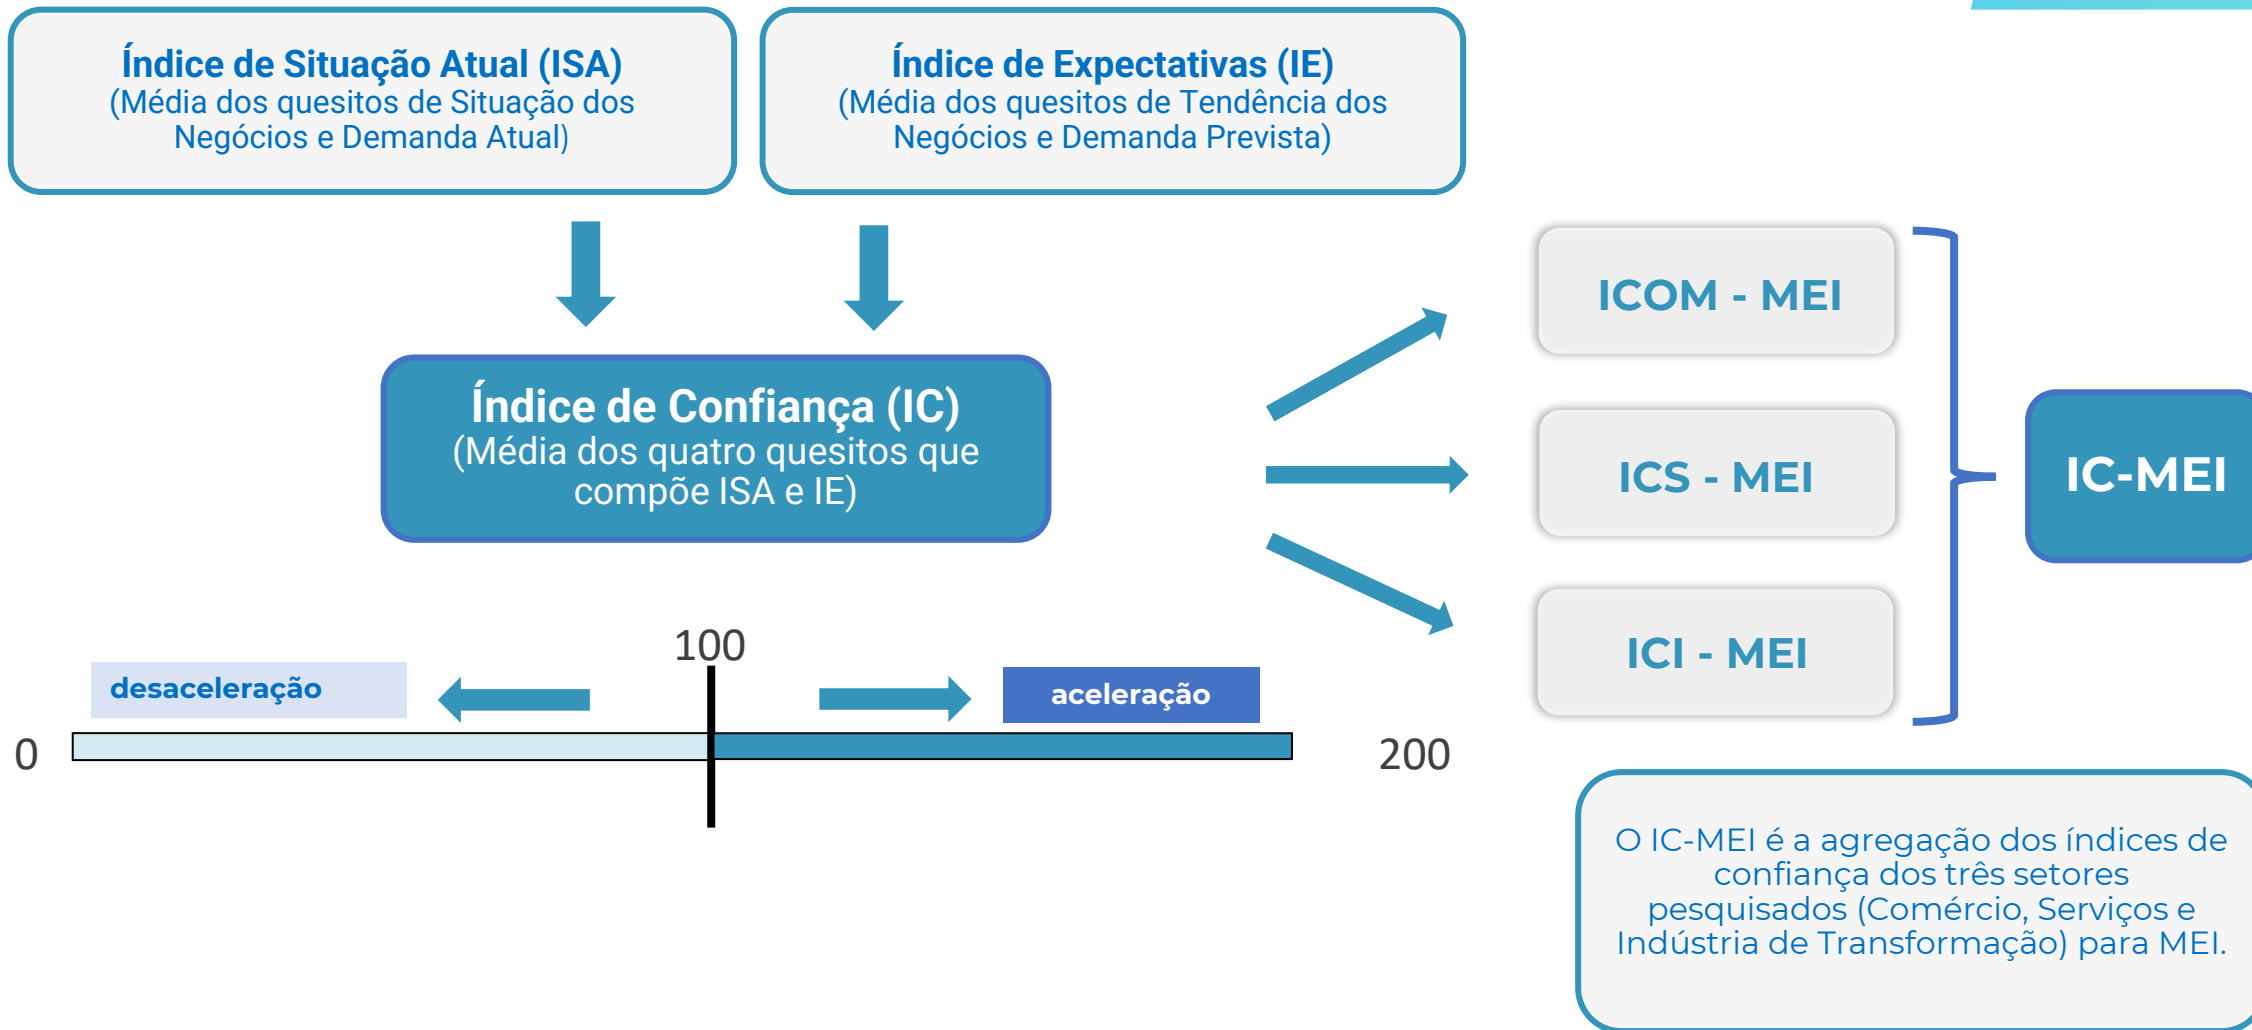 Índice de Situação Atual (ISA)
(Média dos quesitos de Situação dos
Negócios e Demanda Atual)
Índice de Expectativas (IE)
(Média dos quesitos de Tendência dos
Negócios e Demanda Prevista)
Índice de Confiança (IC)
(Média dos quatro quesitos que
compõe ISA e IE)
ICOM - MEI
ICS - MEI
ICI - MEI
IC-MEI
100
desaceleração
aceleração
0
200
O IC-MEI é a agregação dos índices de
confiança dos três setores
pesquisados (Comércio, Serviços e
Indústria de Transformação) para MEI.